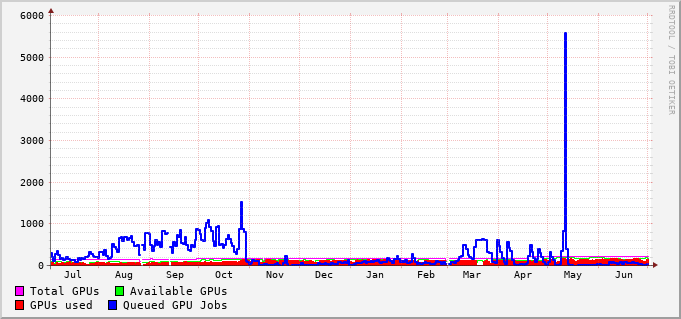 RRDTOOL / TOBI OETIKER
6000
5000
4000
3000
2000
1000
0
Jul Aug Sep Oct Nov Dec Jan Feb Mar Apr May Jun
Total GPUs Available GPUs
GPUs used Queued GPU Jobs